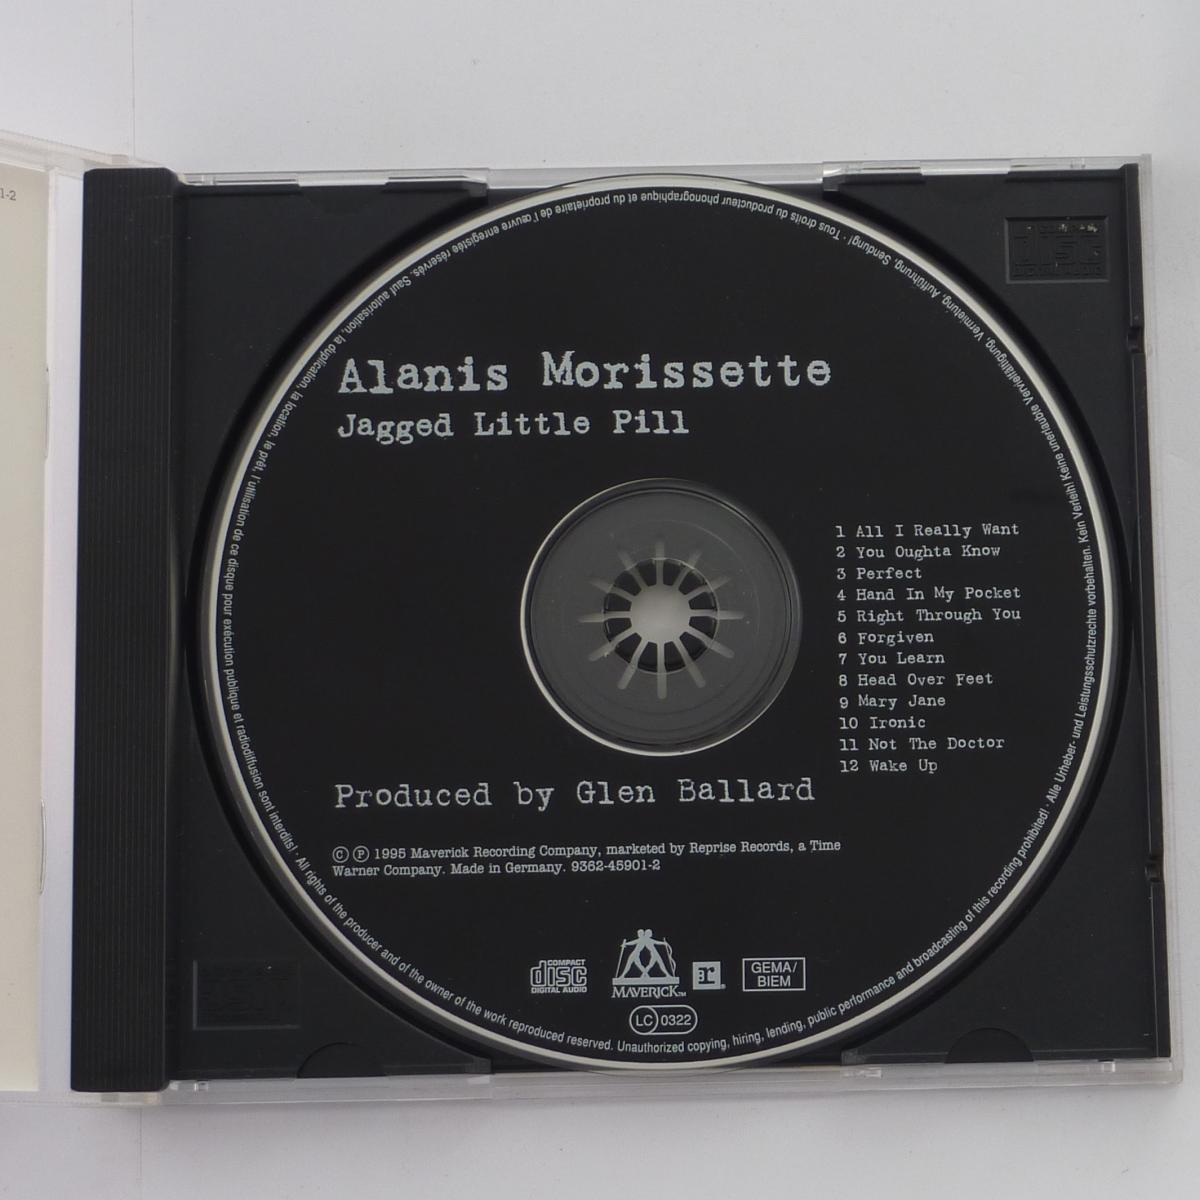 1-2
COMPACT
disc
DIGITAL AUDIO
Alanis Morissette
Jagged Little Pill
1 All I Really Want
2 You Oughta Know
3 Perfect
4 Hand In My Pocket
5 Right Through You
6 Forgiven
7 You Learn
8 Head Over Feet
9 Mary Jane
10 Ironic
11 Not The Doctor
12 Wake Up
Produced by Glen Ballard
© ℗ 1995 Maverick Recording Company, marketed by Reprise Records, a Time
Warner Company. Made in Germany. 9362-45901-2
COMPACT
disc
DIGITAL AUDIO
MAVERICK™
r®
GEMA/
BIEM
LC 0322
· All rights of the producer and of the owner of the work reproduced reserved. Unauthorized copying, hiring, lending, public performance and broadcasting of this recording prohibited! · Alle Urheber- und Leistungsschutzrechte vorbehalten. Kein Verleih! Keine unerlaubte Vervielfältigung, Vermietung, Aufführung, Sendung! · Tous droits du producteur phonographique et du propriétaire de l'œuvre enregistrée réservés. Sauf autorisation, la duplication, la location, le prêt, l'utilisation de ce disque pour exécution publique et radiodiffusion sont interdits!